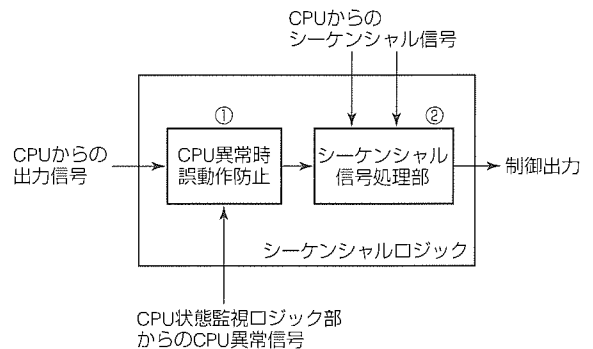 CPUからの
シーケンシャル信号
①
②
CPUからの
出力信号
CPU異常時
誤動作防止
シーケンシャル
信号処理部
制御出力
シーケンシャルロジック
CPU状態監視ロジック部
からのCPU異常信号